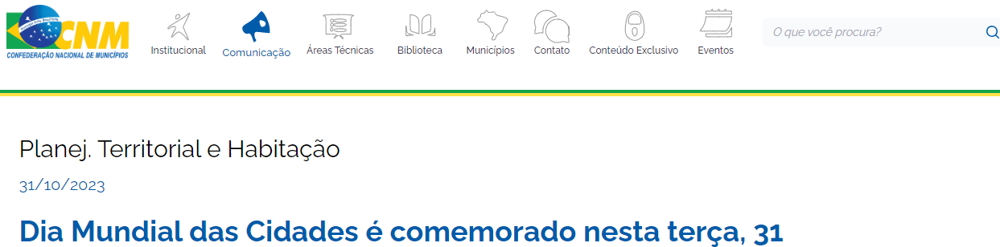 CNM
CONFEDERAÇÃO NACIONAL DE MUNICÍPIOS
Institucional
Comunicação
Áreas Técnicas
Biblioteca
Municípios
Contato
Conteúdo Exclusivo
Eventos
O que você procura?
Planej. Territorial e Habitação
31/10/2023
Dia Mundial das Cidades é comemorado nesta terça, 31